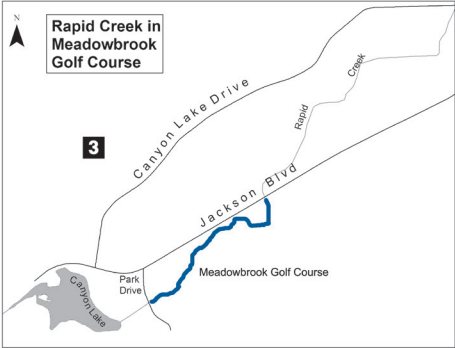 N
Rapid Creek in
Meadowbrook
Golf Course
Canyon Lake Drive
Creek
Rapid
3
Jackson Blvd
Meadowbrook Golf Course
Park
Drive
Canyon Lake